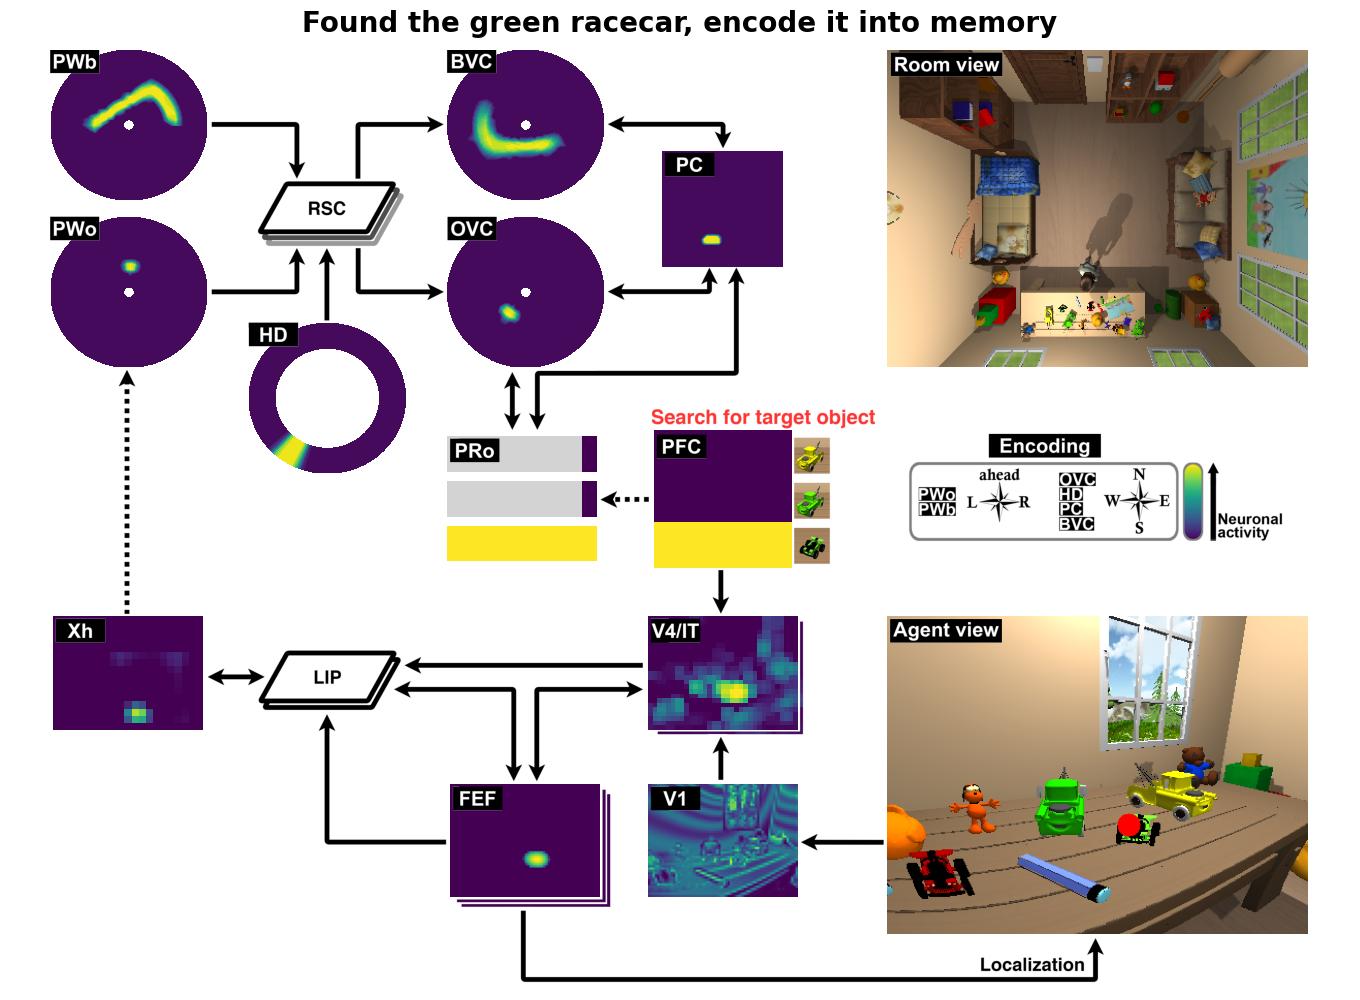 Found the green racecar, encode it into memory
PWb
BVC
Room view
PC
RSC
PWo
OVC
HD
Search for target object
PRo
PFC
Encoding
PWo
PWb
ahead
L
R
OVC
HD
PC
BVC
N
W
E
S
Neuronal
activity
Xh
LIP
V4/IT
Agent view
FEF
V1
Localization